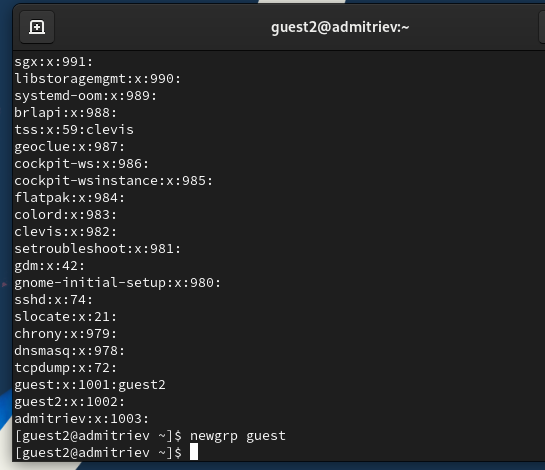 guest2@admitriev:~
sgx:x:991:
libstoragemgmt:x:990:
systemd-oom:x:989:
brlapi:x:988:
tss:x:59:clevis
geoclue:x:987:
cockpit-ws:x:986:
cockpit-wsinstance:x:985:
flatpak:x:984:
colord:x:983:
clevis:x:982:
setroubleshoot:x:981:
gdm:x:42:
gnome-initial-setup:x:980:
sshd:x:74:
slocate:x:21:
chrony:x:979:
dnsmasq:x:978:
tcpdump:x:72:
guest:x:1001:guest2
guest2:x:1002:
admitriev:x:1003:
[guest2@admitriev ~]$ newgrp guest
[guest2@admitriev ~]$